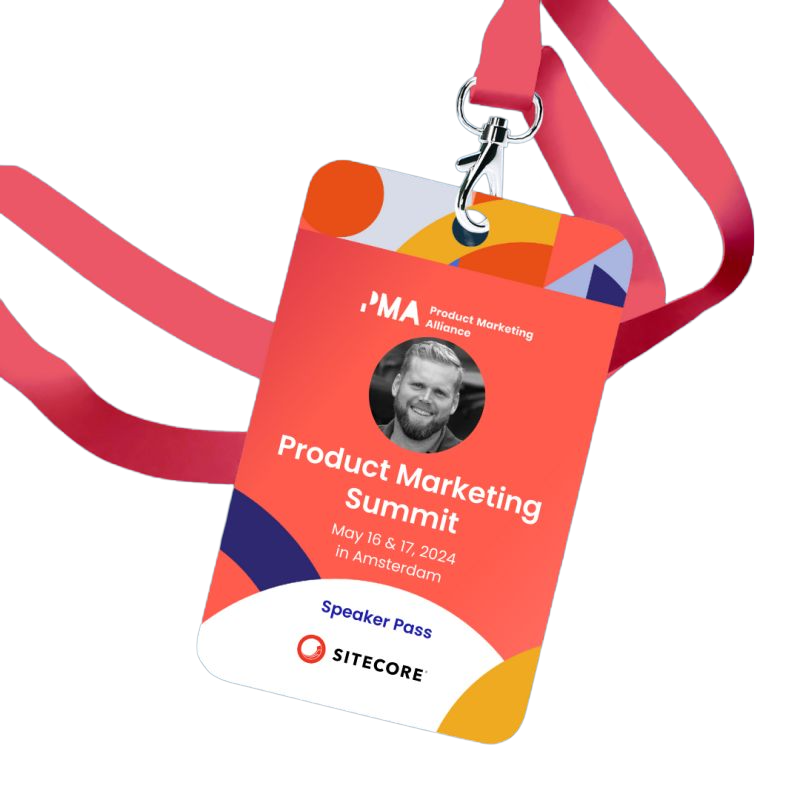 PMA Product Marketing
Alliance
Product Marketing
Summit
May 16 & 17, 2024
in Amsterdam
Speaker Pass
SITECORE